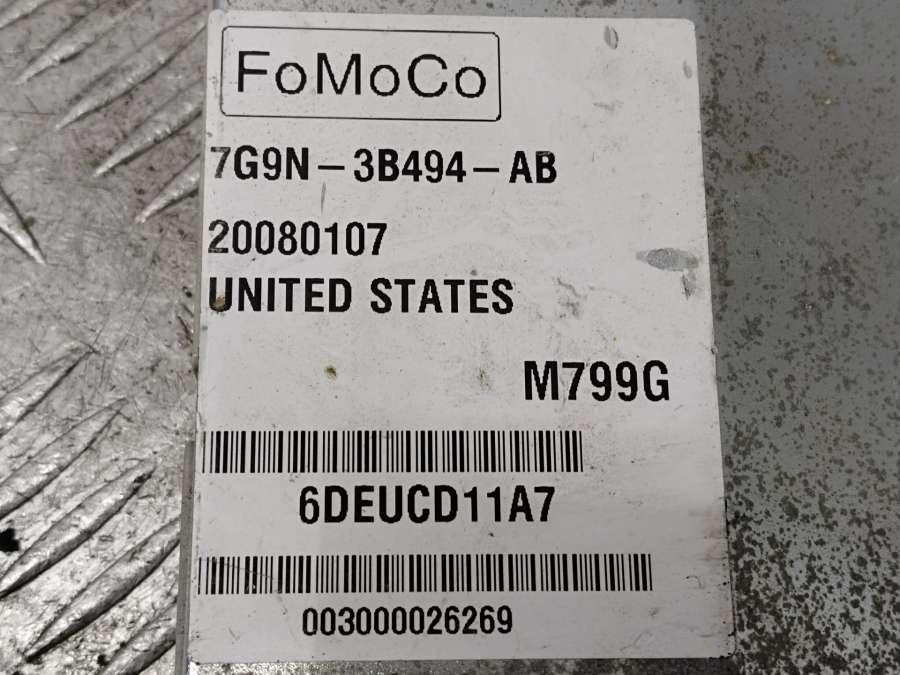 FoMoCo
7G9N-3B494-AB
20080107
UNITED STATES
M799G
6DEUCD11A7
003000026269